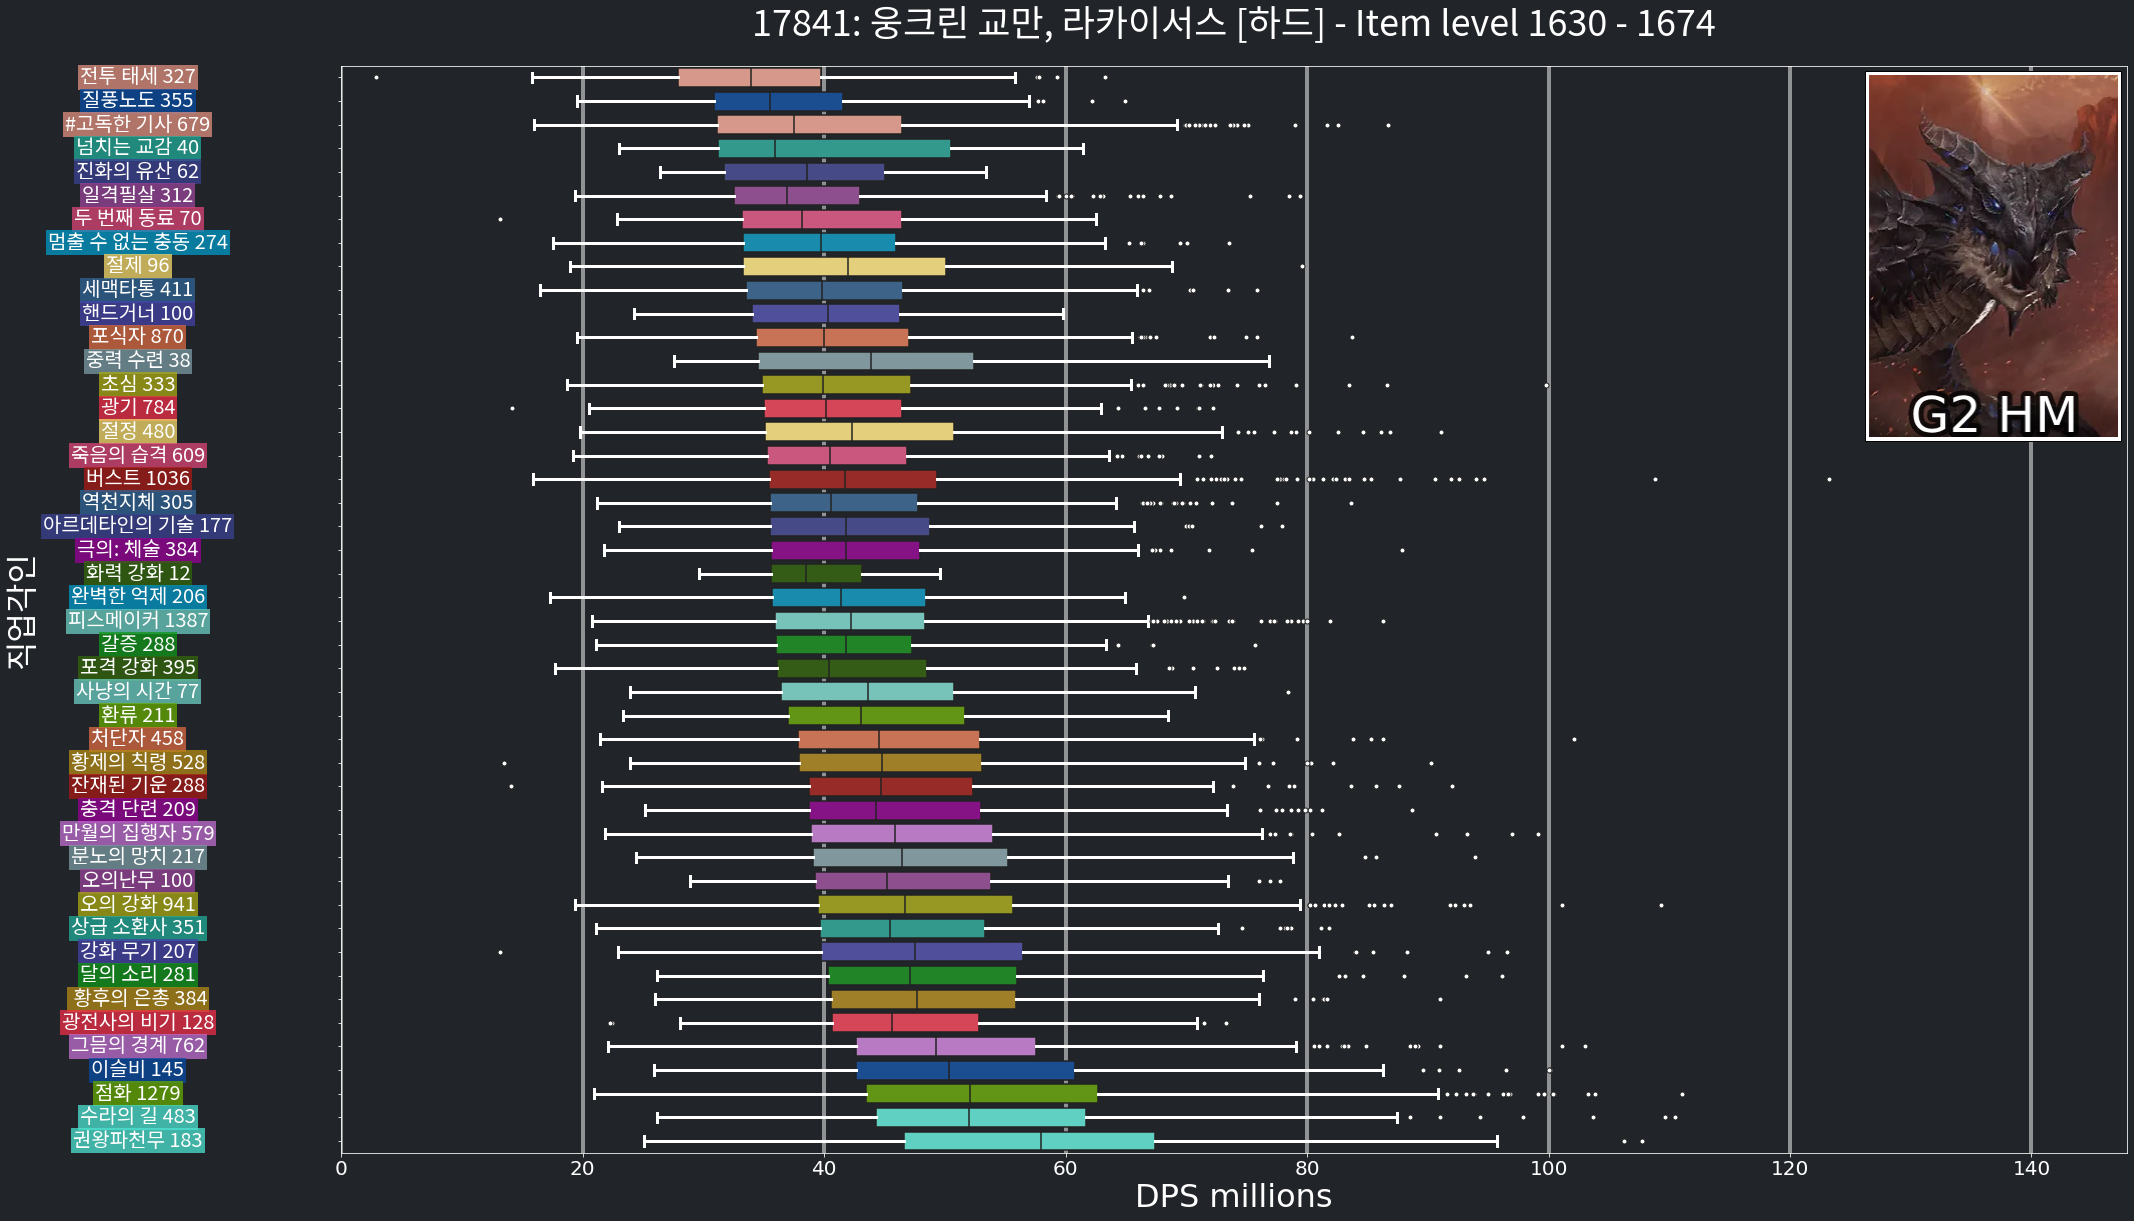 17841: 웅크린 교만, 라카이서스 [하드] - Item level 1630 - 1674
전투 태세 327
질풍노도 355
#고독한 기사 679
넘치는 교감 40
진화의 유산 62
일격필살 312
두 번째 동료 70
멈출 수 없는 충동 274
절제 96
세맥타통 411
핸드거너 100
포식자 870
중력 수련 38
초심 333
광기 784
절정 480
죽음의 습격 609
버스트 1036
역천지체 305
아르데타인의 기술 177
극의: 체술 384
화력 강화 12
완벽한 억제 206
피스메이커 1387
갈증 288
포격 강화 395
사냥의 시간 77
환류 211
처단자 458
황제의 칙령 528
잔재된 기운 288
충격 단련 209
만월의 집행자 579
분노의 망치 217
오의난무 100
오의 강화 941
상급 소환사 351
강화 무기 207
달의 소리 281
황후의 은총 384
광전사의 비기 128
그믐의 경계 762
이슬비 145
점화 1279
수라의 길 483
권왕파천무 183
직업각인
G2 HM
0 20 40 60 80 100 120 140
DPS millions